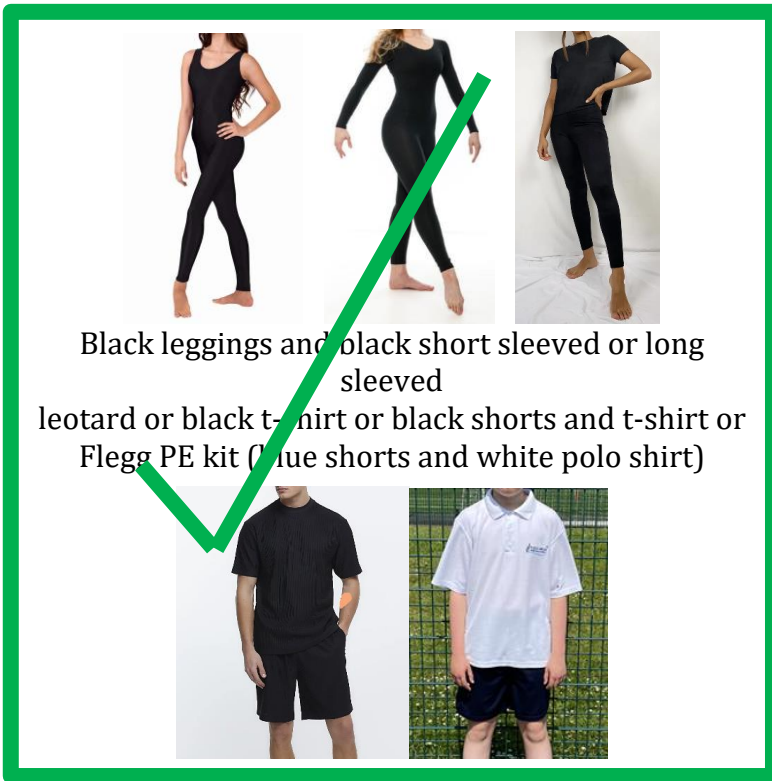 Black leggings and black short sleeved or long
sleeved
leotard or black t-shirt or black shorts and t-shirt or
Flegg PE kit (blue shorts and white polo shirt)